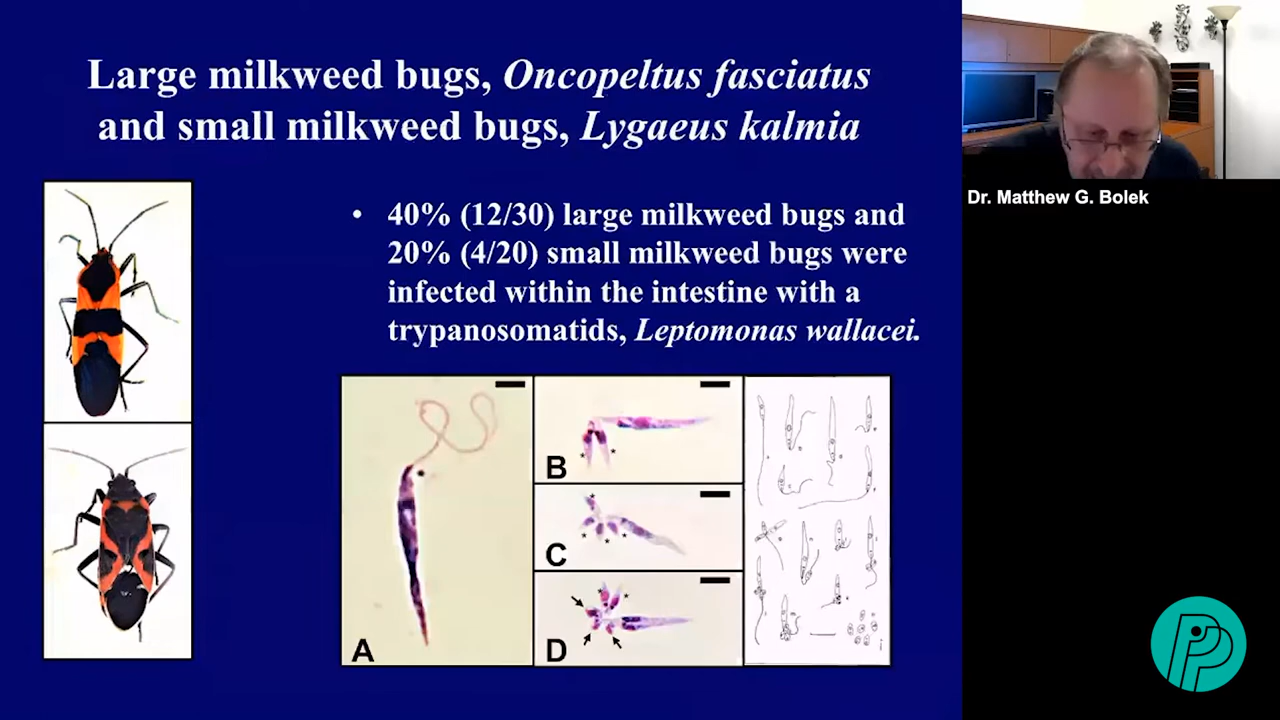 Large milkweed bugs, Oncopeltus fasciatus
and small milkweed bugs, Lygaeus kalmia
Dr. Matthew G. Bolek
• 40% (12/30) large milkweed bugs and
20% (4/20) small milkweed bugs were
infected within the intestine with a
trypanosomatids, Leptomonas wallacei.
A
B
C
D